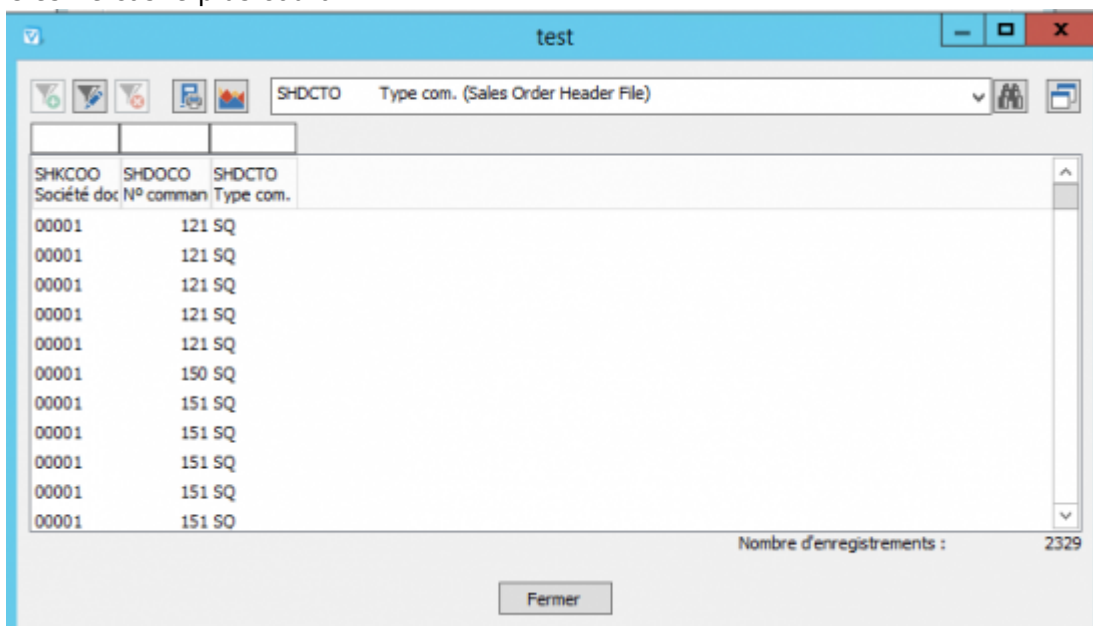 test
SHDCTO Type com. (Sales Order Header File)
SHKCOO SHDOCO SHDCTO
Société doc Nº comman Type com.
00001 121 SQ
00001 121 SQ
00001 121 SQ
00001 121 SQ
00001 121 SQ
00001 150 SQ
00001 151 SQ
00001 151 SQ
00001 151 SQ
00001 151 SQ
00001 151 SQ
Nombre d'enregistrements : 2329
Fermer